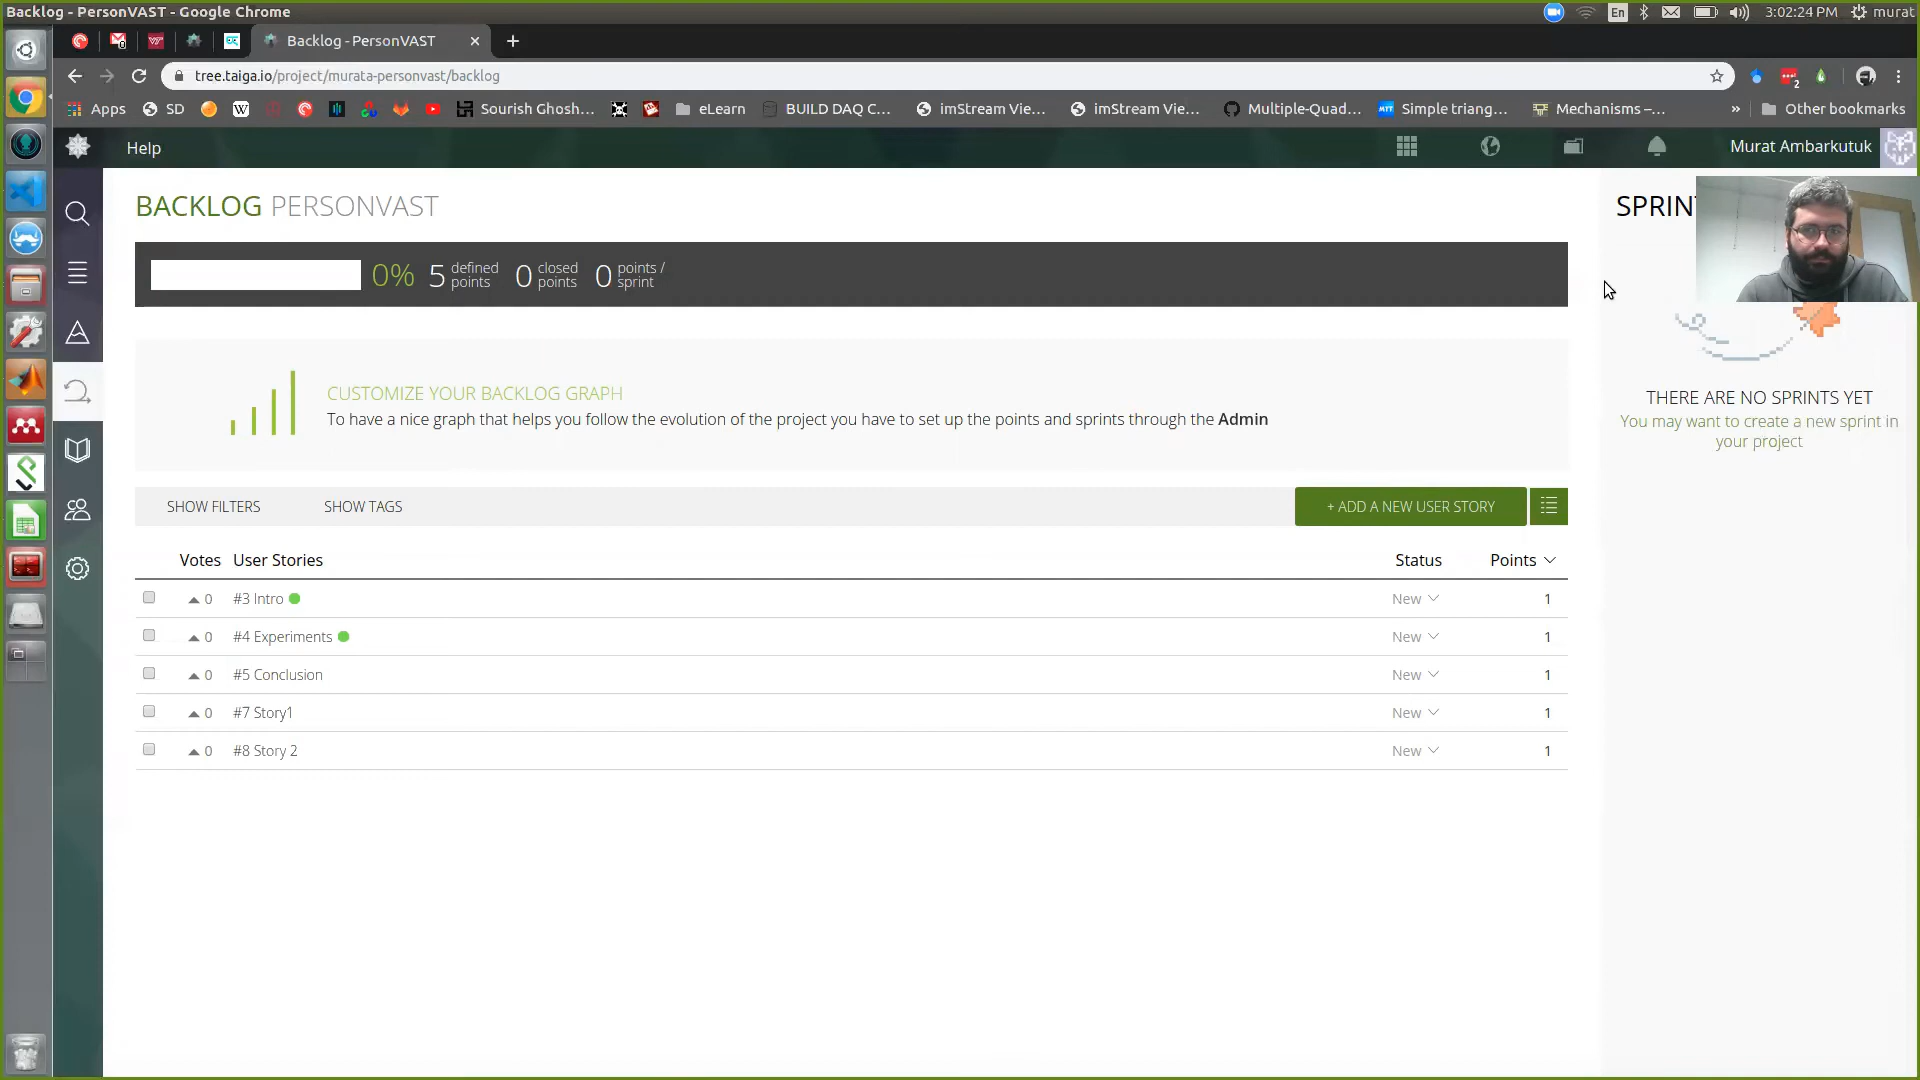 Backlog - PersonVAST - Google Chrome
En
3:02:24 PM
murat
Backlog - PersonVAST
tree.taiga.io/project/murata-personvast/backlog
Apps
SD
Sourish Ghosh...
eLearn
BUILD DAQ C...
imStream Vie...
imStream Vie...
Multiple-Quad...
Simple triang...
Mechanisms –...
»
Other bookmarks
Help
Murat Ambarkutuk
BACKLOG PERSONVAST
SPRINT
0%
5 defined points
0 closed points
0 points / sprint
CUSTOMIZE YOUR BACKLOG GRAPH
To have a nice graph that helps you follow the evolution of the project you have to set up the points and sprints through the Admin
THERE ARE NO SPRINTS YET
You may want to create a new sprint in
your project
SHOW FILTERS
SHOW TAGS
+ ADD A NEW USER STORY
Votes User Stories Status Points
0 #3 Intro New 1
0 #4 Experiments New 1
0 #5 Conclusion New 1
0 #7 Story1 New 1
0 #8 Story 2 New 1